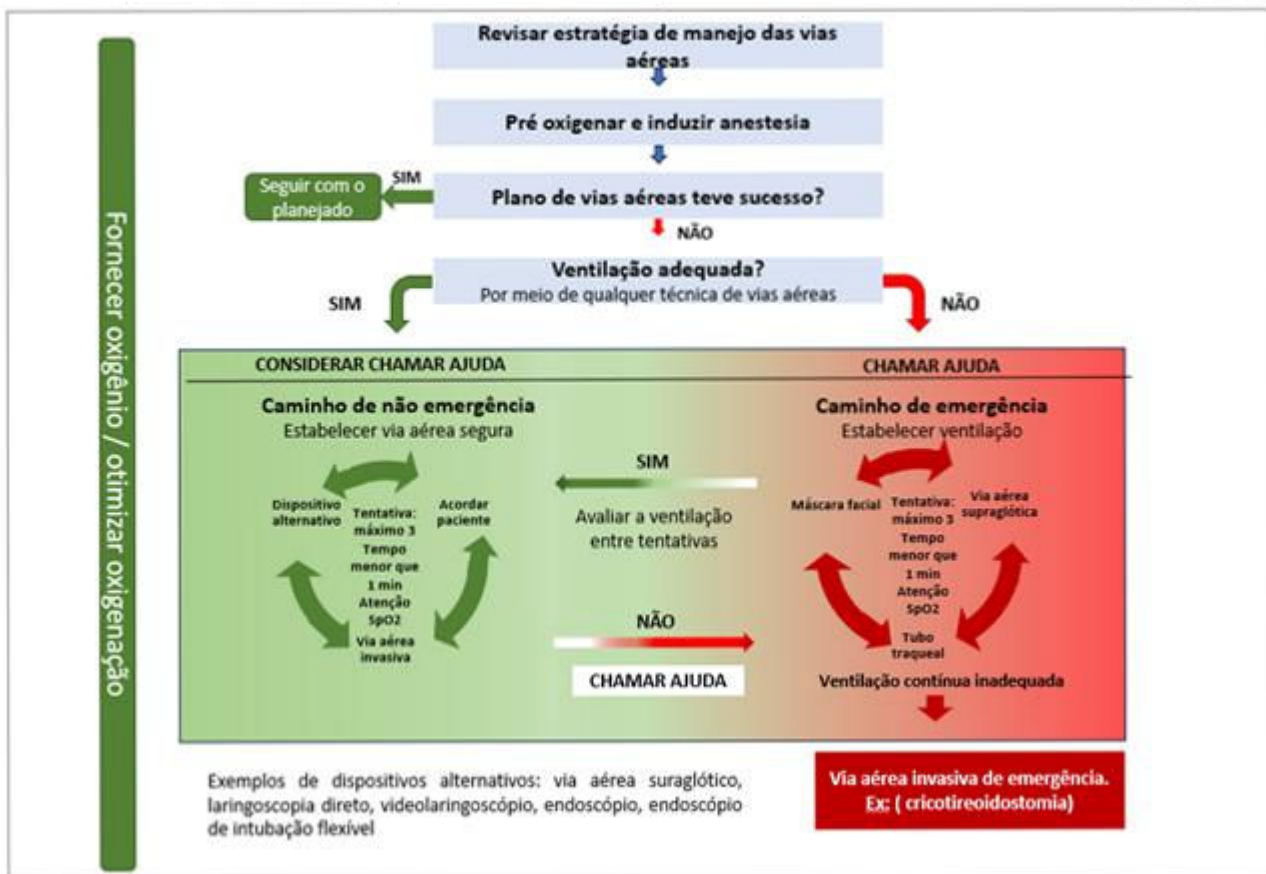 Fornecer oxigênio / otimizar oxigenação
Revisar estratégia de manejo das vias
aéreas
Pré oxigenar e induzir anestesia
Plano de vias aéreas teve sucesso?
SIM
Seguir com o
planejado
NÃO
Ventilação adequada?
Por meio de qualquer técnica de vias aéreas
SIM
NÃO
CONSIDERAR CHAMAR AJUDA
Caminho de não emergência
Estabelecer via aérea segura
Dispositivo
alternativo
Tentativa:
máximo 3
Tempo
menor que
1 min
Atenção
SpO2
Acordar
paciente
Via aérea
invasiva
SIM
Avaliar a ventilação
entre tentativas
NÃO
CHAMAR AJUDA
CHAMAR AJUDA
Caminho de emergência
Estabelecer ventilação
Máscara facial
Tentativa:
máximo 3
Tempo
menor que
1 min
Atenção
SpO2
Via aérea
supraglótica
Tubo
traqueal
Ventilação contínua inadequada
Via aérea invasiva de emergência.
Ex: ( cricotireoidostomia)
Exemplos de dispositivos alternativos: via aérea suraglótico,
laringoscopia direto, videolaringoscópio, endoscópio, endoscópio
de intubação flexível